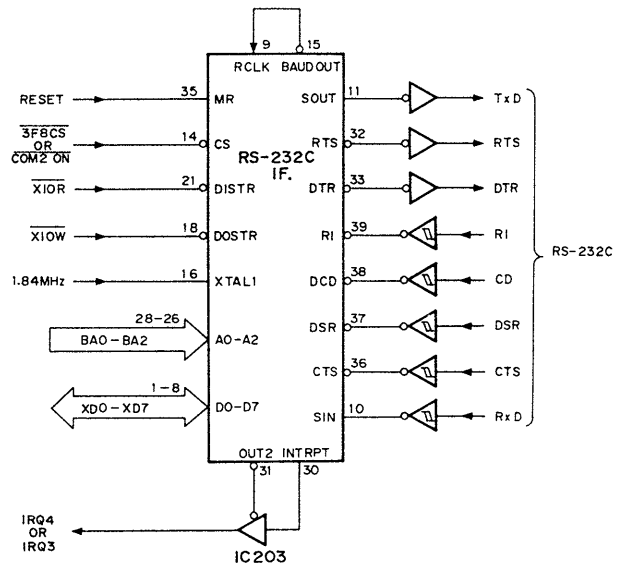 9 15
RCLK BAUDOUT
RESET 35 MR SOUT 11 TxD
3F8CS
OR
COM2 ON
14 CS RTS 32 RTS
RS-232C
IF.
XIOR 21 DISTR DTR 33 DTR
XIOW 18 DOSTR RI 39 RI
RS-232C
1.84MHz 16 XTAL1 DCD 38 CD
28-26
BA0-BA2 A0-A2 DSR 37 DSR
CTS 36 CTS
1-8
XD0-XD7 D0-D7 SIN 10 RxD
OUT2 INTRPT
31 30
IRQ4
OR
IRQ3
IC203